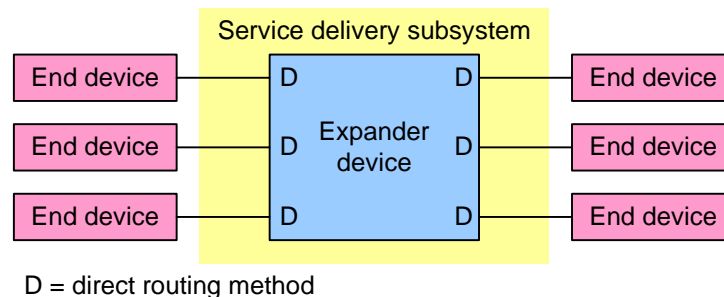 Service delivery subsystem
End device
D
D
End device
End device
D
Expander
device
D
End device
End device
D
D
End device
D = direct routing method